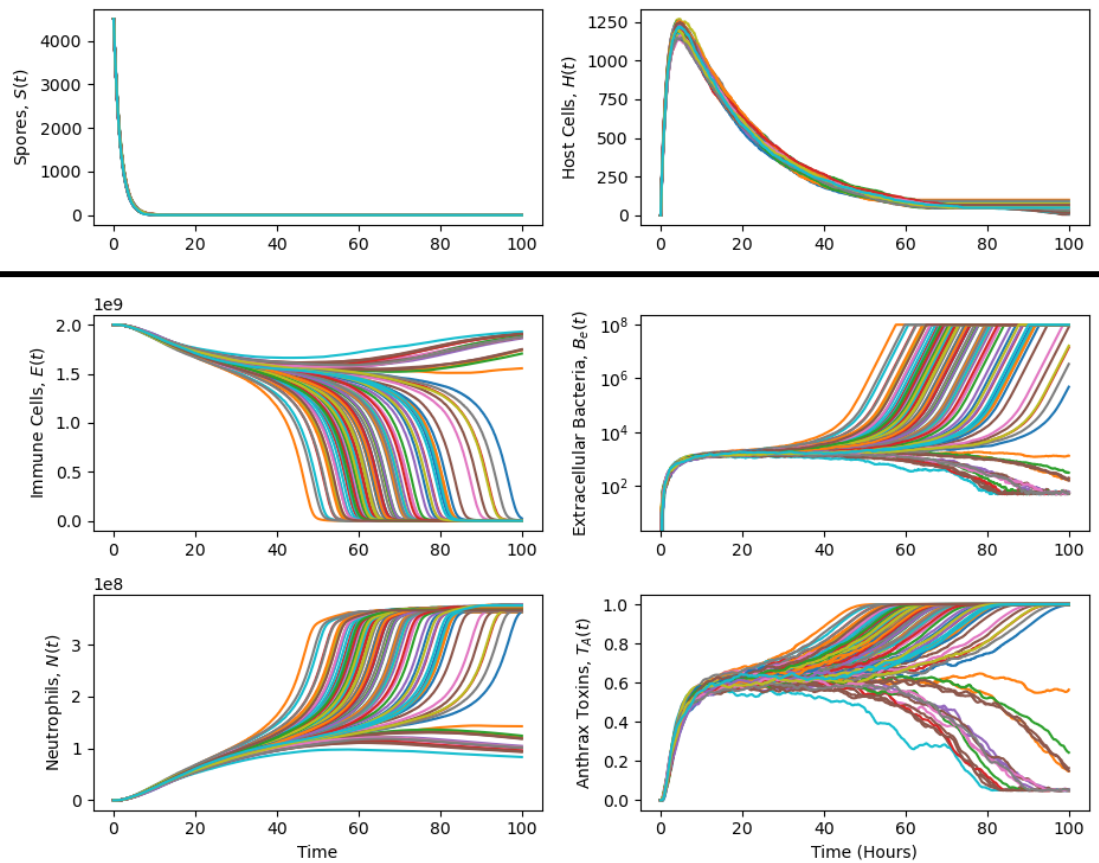 Spores, S(t)
4000
3000
2000
1000
0
0 20 40 60 80 100
Host Cells, H(t)
1250
1000
750
500
250
0
0 20 40 60 80 100
1e9
Immune Cells, E(t)
2.0
1.5
1.0
0.5
0.0
0 20 40 60 80 100
Extracellular Bacteria, B_e(t)
10^8
10^6
10^4
10^2
0 20 40 60 80 100
1e8
Neutrophils, N(t)
3
2
1
0
0 20 40 60 80 100
Time
Anthrax Toxins, T_A(t)
1.0
0.8
0.6
0.4
0.2
0.0
0 20 40 60 80 100
Time (Hours)